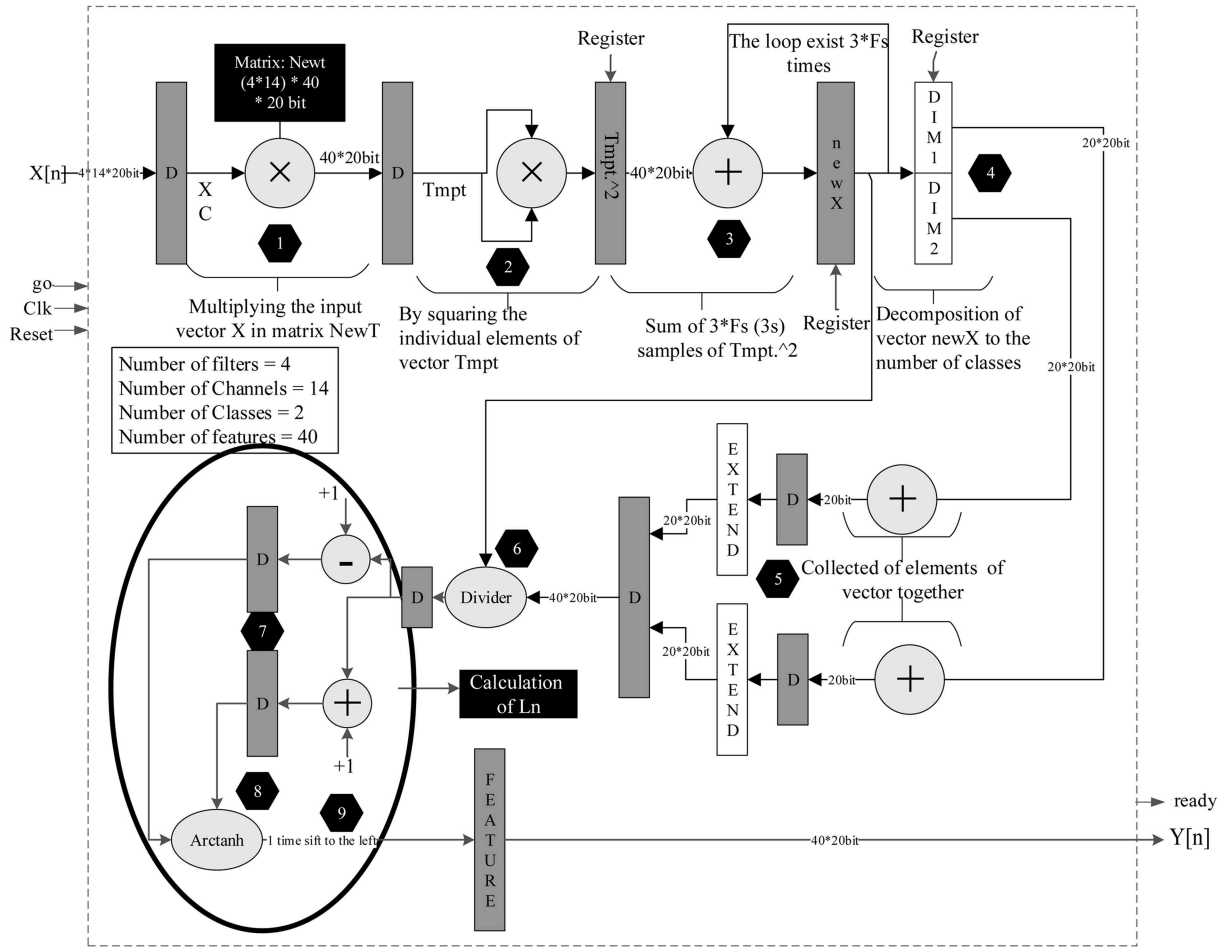 Matrix: Newt
(4*14) * 40
* 20 bit
Register
The loop exist 3*Fs
times
Register
X[n]
4*14*20bit
D
X
C
×
40*20bit
D
Tmpt
×
Tmpt.^2
40*20bit
+
newX
DIM1
DIM2
20*20bit
1
2
3
4
go
Clk
Reset
Multiplying the input
vector X in matrix NewT
By squaring the
individual elements of
vector Tmpt
Sum of 3*Fs (3s)
samples of Tmpt.^2
Register
Decomposition of
vector newX to the
number of classes
20*20bit
Number of filters = 4
Number of Channels = 14
Number of Classes = 2
Number of features = 40
+1
-
D
7
D
+
+1
8
9
Arctanh
1 time sift to the left
D
6
Divider
40*20bit
D
20*20bit
20*20bit
EXTEND
D
20bit
+
5
Collected of elements of
vector together
EXTEND
D
20bit
+
Calculation
of Ln
FEATURE
40*20bit
ready
Y[n]